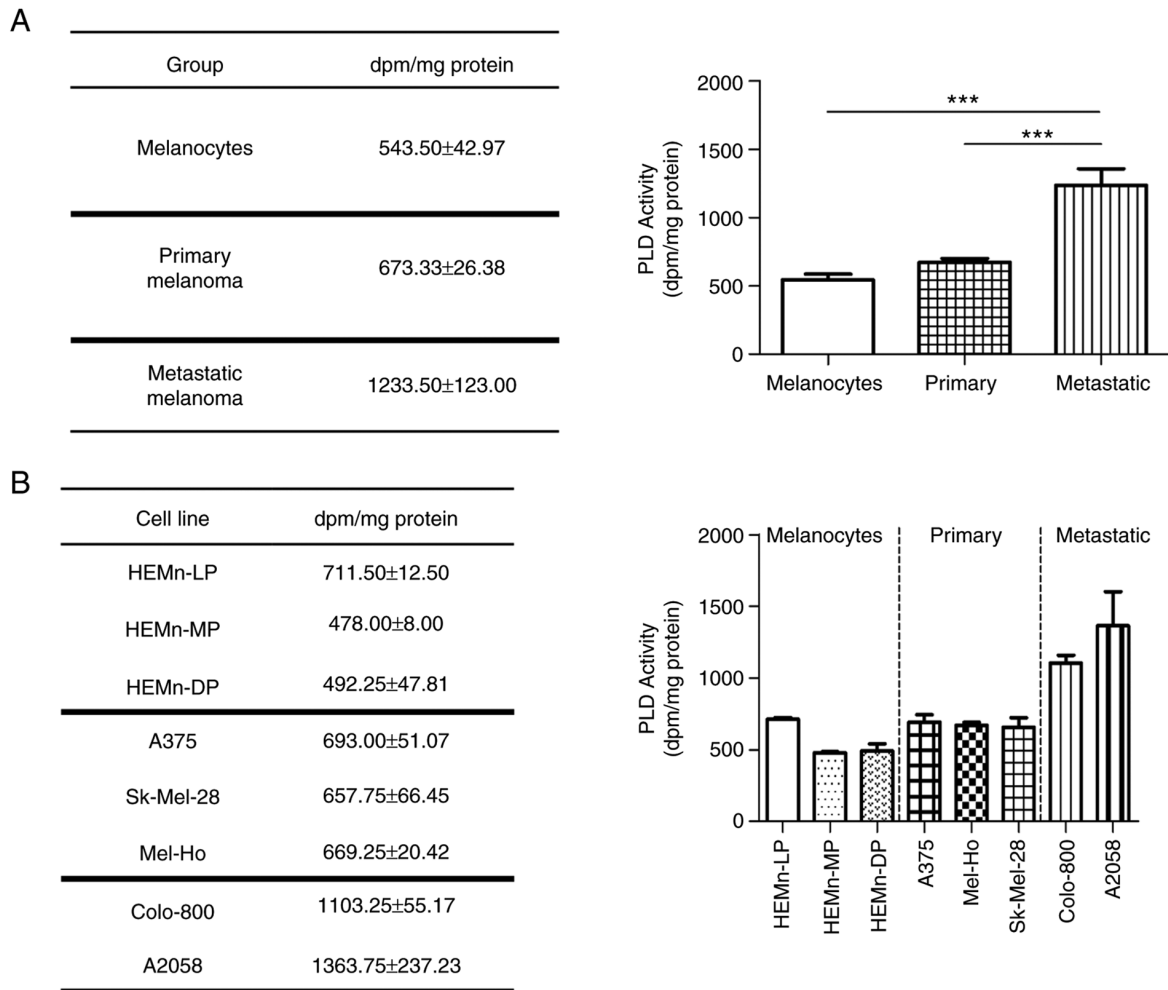 A
Group dpm/mg protein
Melanocytes 543.50±42.97
Primary
melanoma 673.33±26.38
Metastatic
melanoma 1233.50±123.00
PLD Activity
(dpm/mg protein)
2000
1500
1000
500
0
***
***
Melanocytes Primary Metastatic
B
Cell line dpm/mg protein
HEMn-LP 711.50±12.50
HEMn-MP 478.00±8.00
HEMn-DP 492.25±47.81
A375 693.00±51.07
Sk-Mel-28 657.75±66.45
Mel-Ho 669.25±20.42
Colo-800 1103.25±55.17
A2058 1363.75±237.23
PLD Activity
(dpm/mg protein)
2000
1500
1000
500
0
Melanocytes Primary Metastatic
HEMn-LP
HEMn-MP
HEMn-DP
A375
Mel-Ho
Sk-Mel-28
Colo-800
A2058